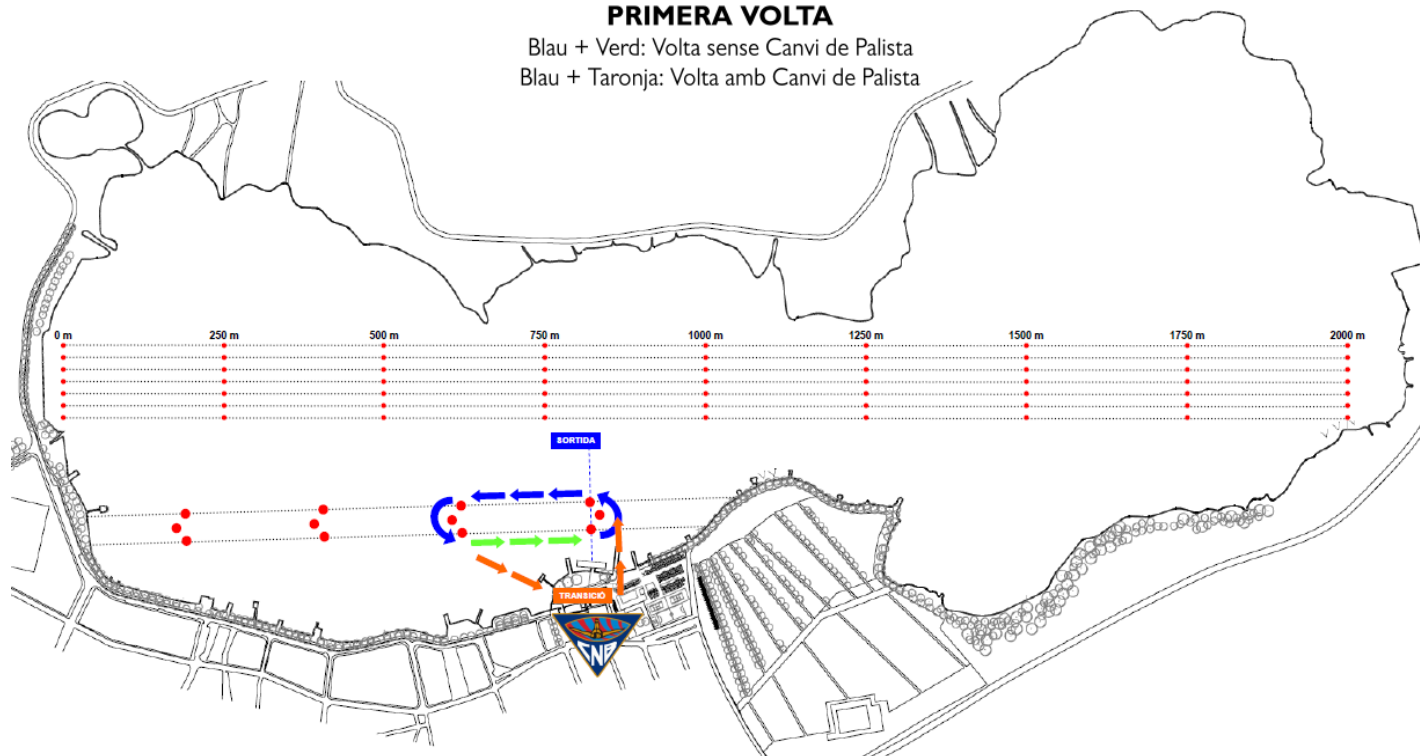 PRIMERA VOLTA
Blau + Verd: Volta sense Canvi de Palista
Blau + Taronja: Volta amb Canvi de Palista
0 m 250 m 500 m 750 m 1000 m 1250 m 1500 m 1750 m 2000 m
SORTIDA
TRANSICIÓ
CNB